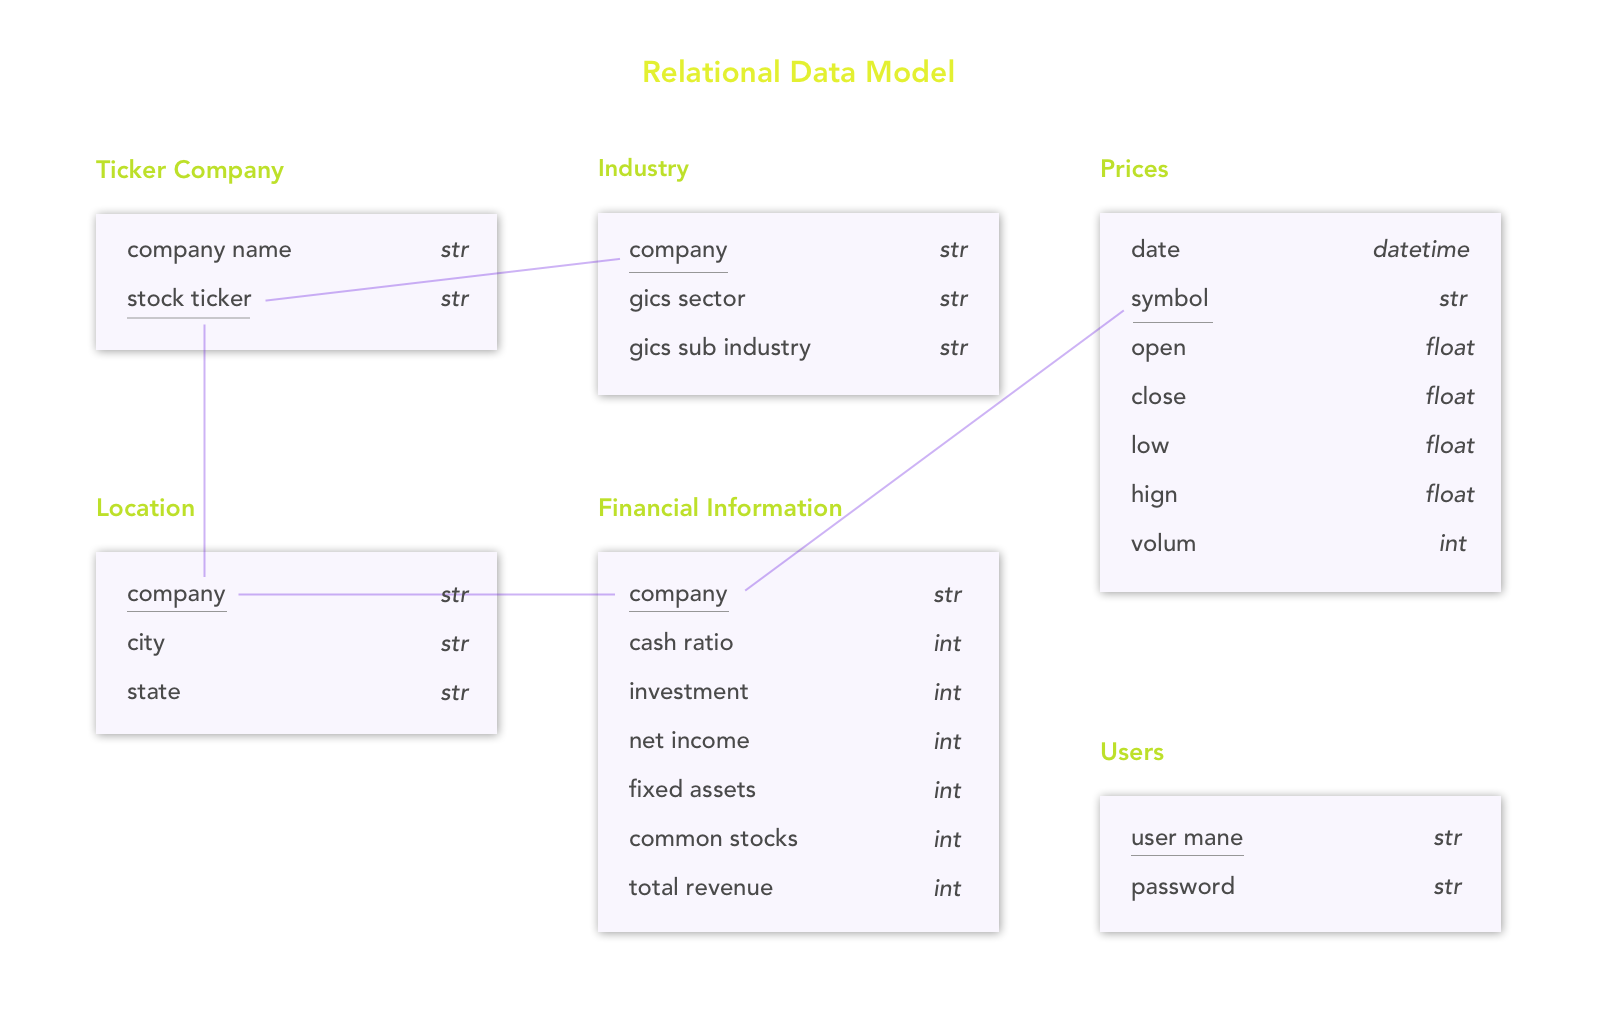 Relational Data Model
Ticker Company
company name str
stock ticker str
Industry
company str
gics sector str
gics sub industry str
Prices
date datetime
symbol str
open float
close float
low float
hign float
volum int
Location
company str
city str
state str
Financial Information
company str
cash ratio int
investment int
net income int
fixed assets int
common stocks int
total revenue int
Users
user mane str
password str